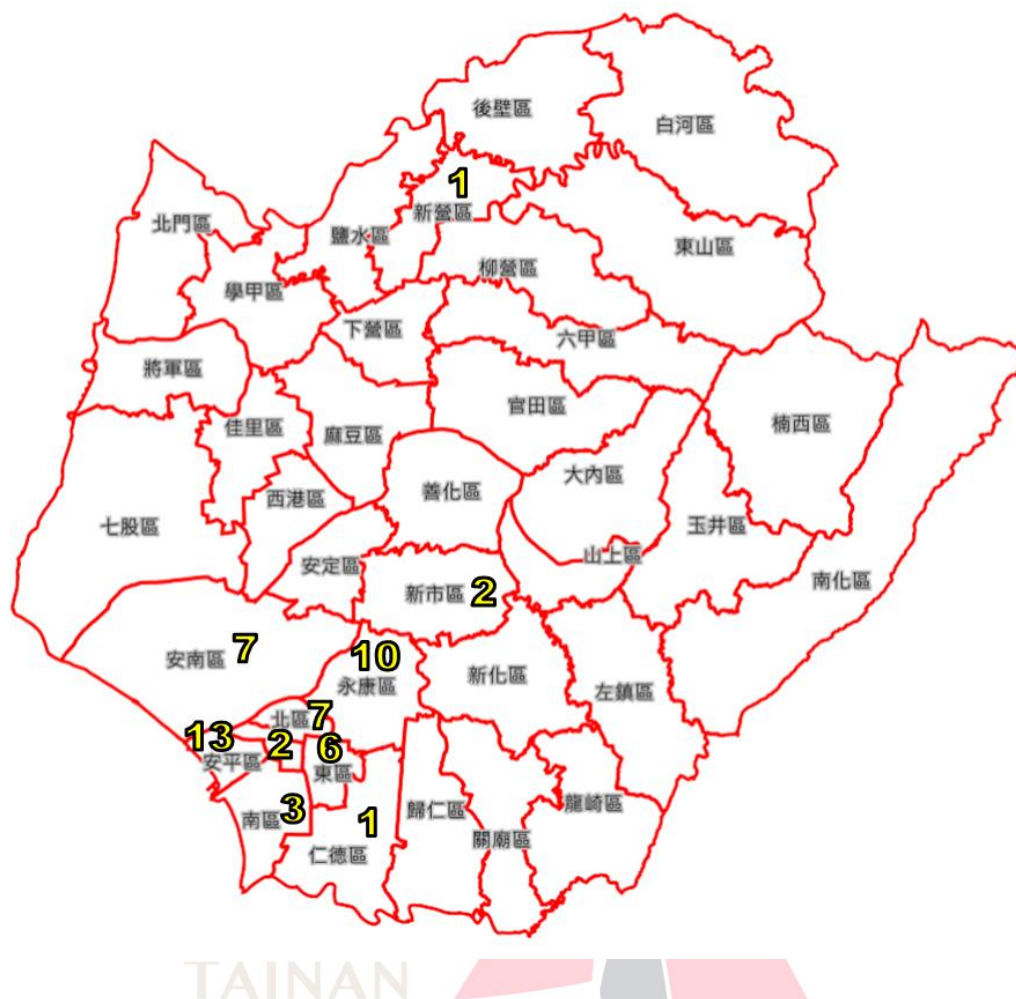 後壁區
白河區
1
新營區
北門區
鹽水區
東山區
柳營區
學甲區
下營區
六甲區
將軍區
官田區
楠西區
佳里區
麻豆區
大內區
善化區
西港區
七股區
玉井區
山上區
安定區
南化區
新市區 2
安南區 7
10
永康區
新化區
左鎮區
北區 7
13
安平區
2
6
東區
龍崎區
南區 3
歸仁區
1
仁德區
關廟區
TAINAN